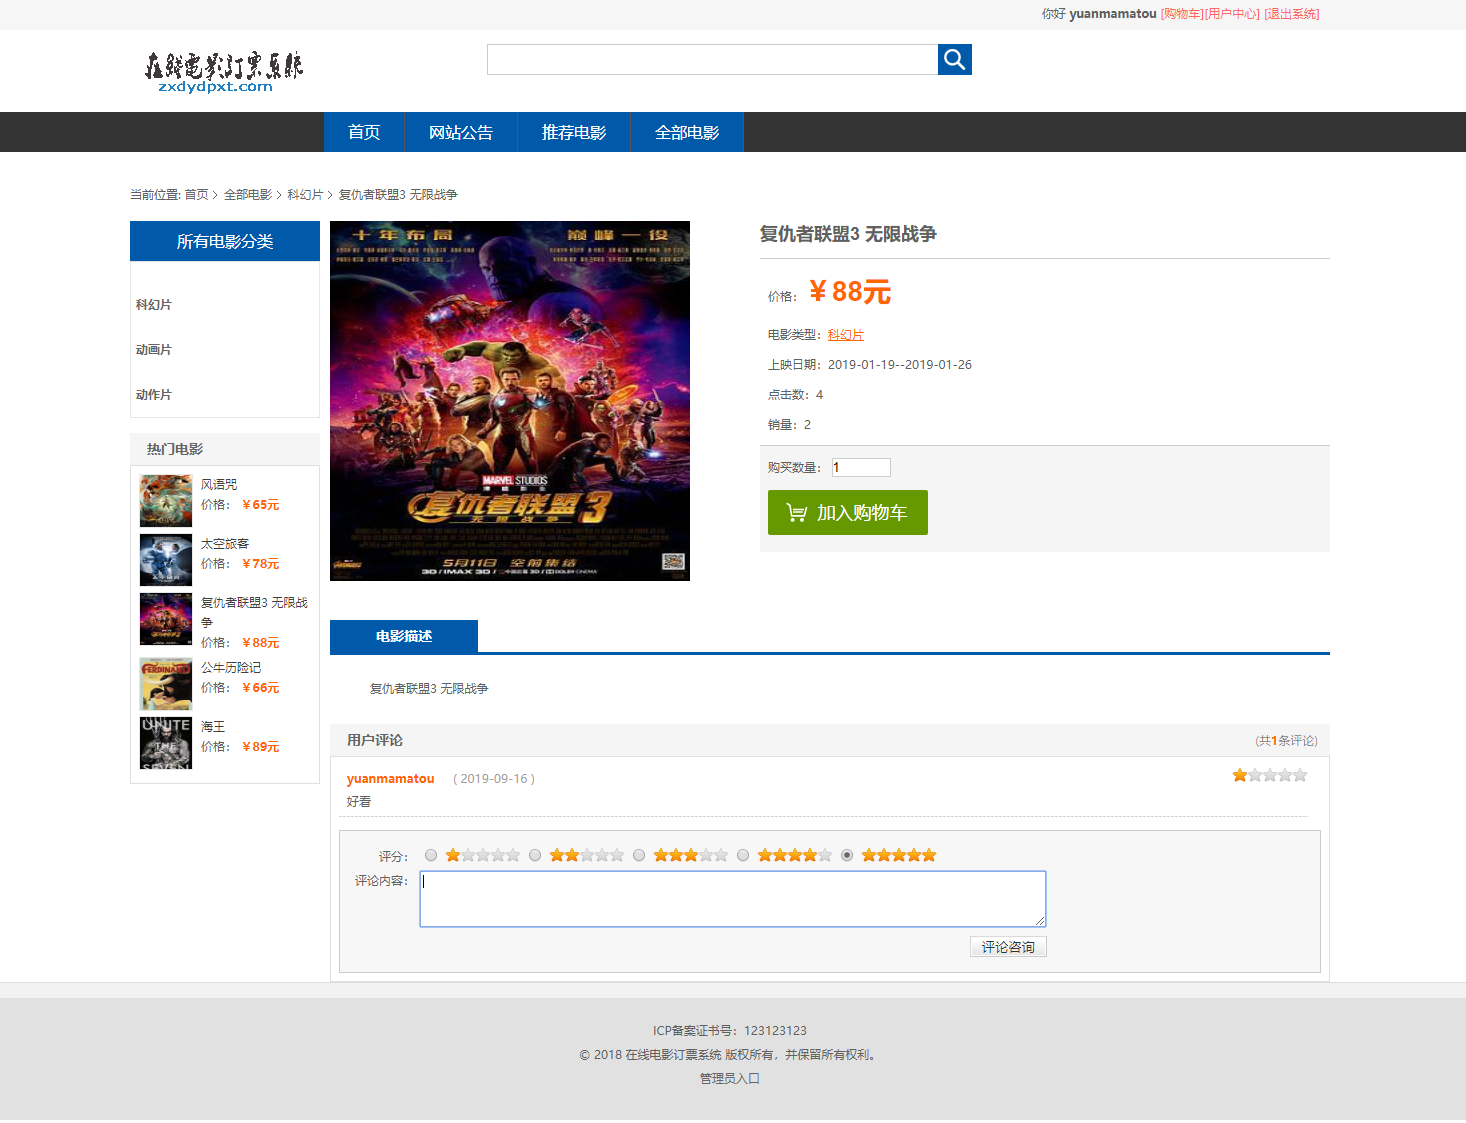 你好 yuanmamatou [购物车][用户中心] [退出系统]
在线电影订票系统
zxdydpxt.com
首页 网站公告 推荐电影 全部电影
当前位置: 首页 > 全部电影 > 科幻片 > 复仇者联盟3 无限战争
所有电影分类
科幻片
动画片
动作片
热门电影
风语咒
价格： ￥65元
太空旅客
价格： ￥78元
复仇者联盟3 无限战
争
价格： ￥88元
公牛历险记
价格： ￥66元
海王
价格： ￥89元
FERDINAND
UNITE
THE
SEVEN
十年布局 巅峰一役
MARVEL STUDIOS
复仇者联盟3
无限战争
5月11日 空前集结
复仇者联盟3 无限战争
价格： ￥88元
电影类型： 科幻片
上映日期：2019-01-19--2019-01-26
点击数：4
销量：2
购买数量： 1
加入购物车
电影描述
复仇者联盟3 无限战争
用户评论 (共1条评论)
yuanmamatou ( 2019-09-16 )
好看
评分：
评论内容：
评论咨询
ICP备案证书号：123123123
© 2018 在线电影订票系统 版权所有，并保留所有权利。
管理员入口